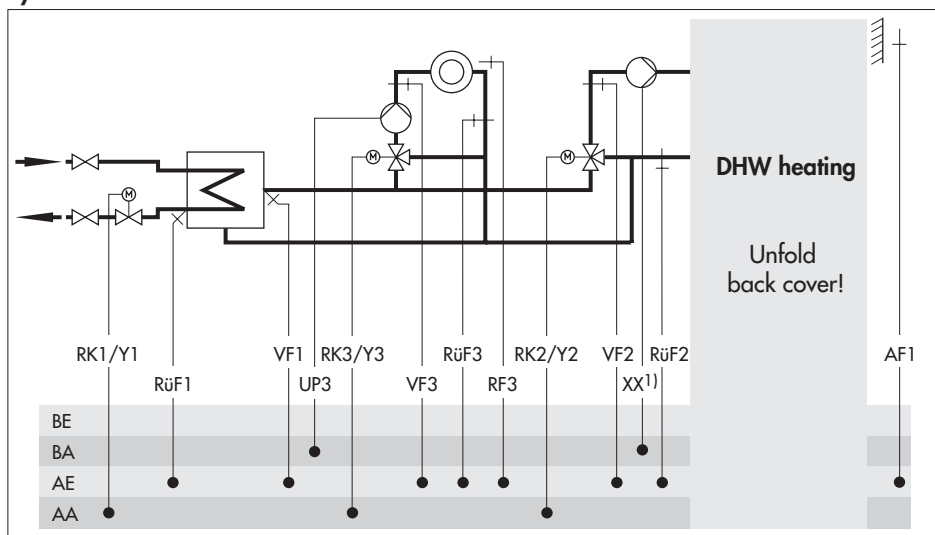 M
M
M
DHW heating
Unfold
back cover!
RK1/Y1 VF1 RK3/Y3 RüF3 RK2/Y2 VF2 RüF2 AF1
RüF1 UP3 VF3 RF3 XX1)
BE
BA
AE
AA